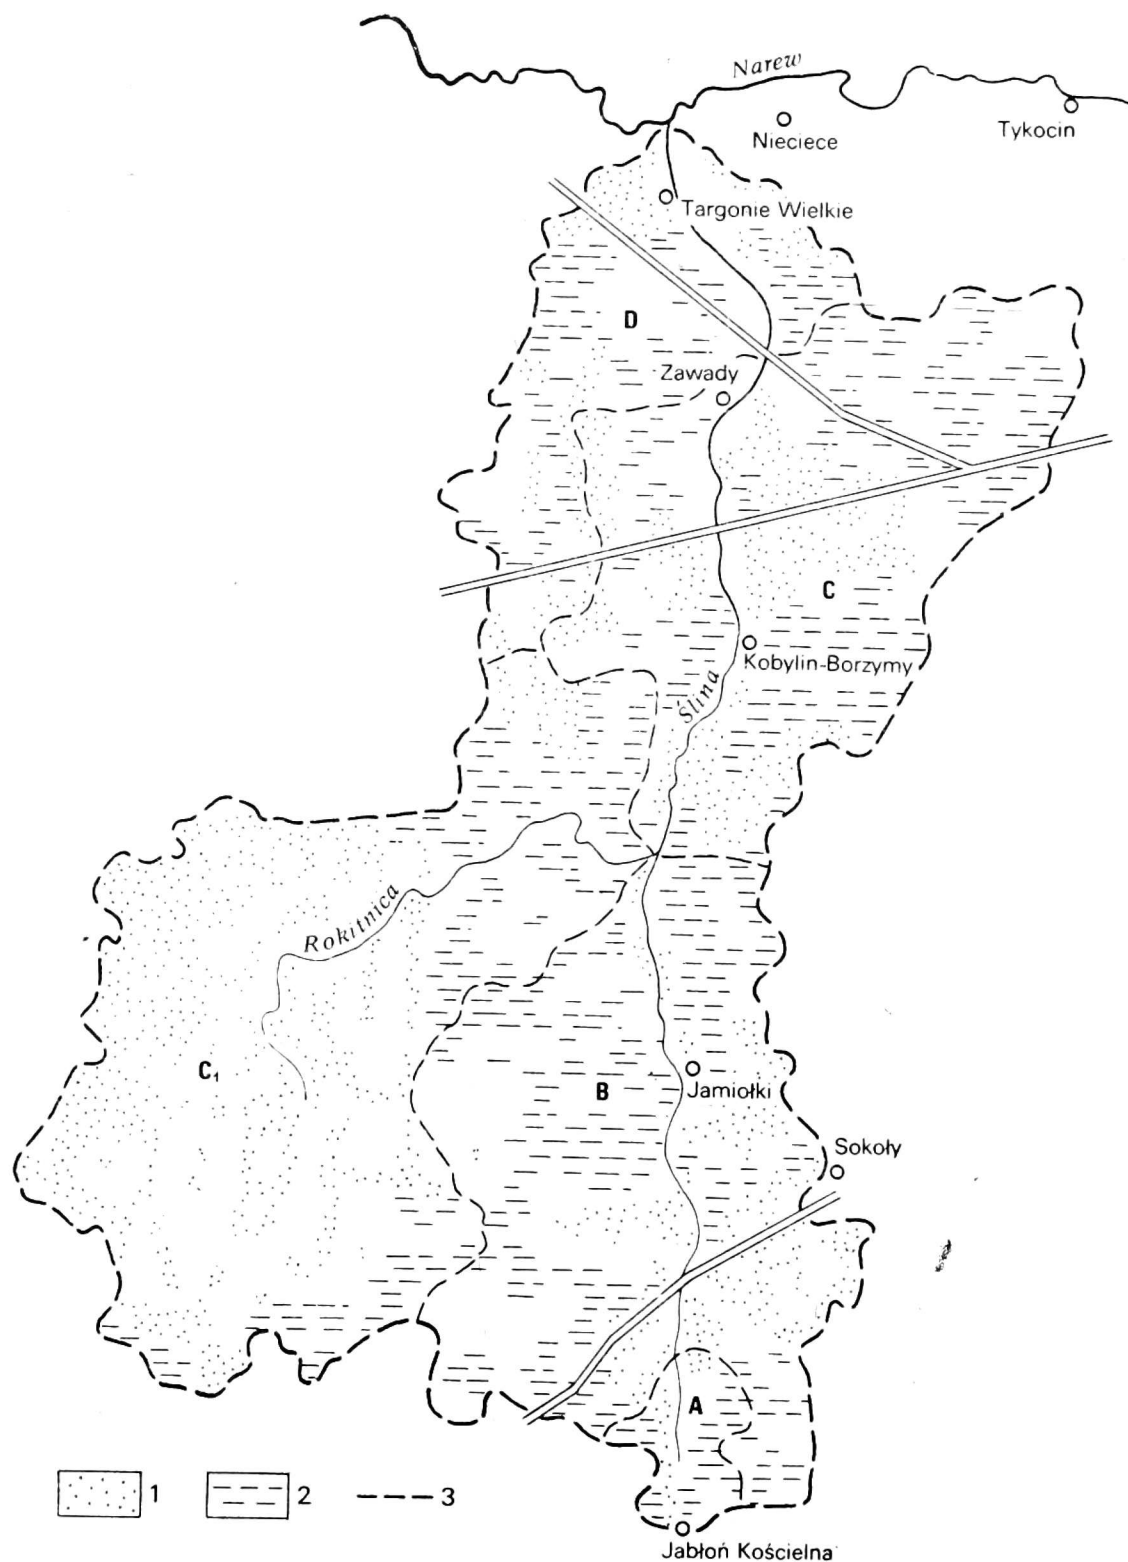 Narew
Nieciece
Tykocin
Targonie Wielkie
D
Zawady
C
Kobylin-Borzymy
Ślina
Rokitnica
C₁
B
Jamiołki
Sokoły
A
1
2
3
Jabłoń Kościelna